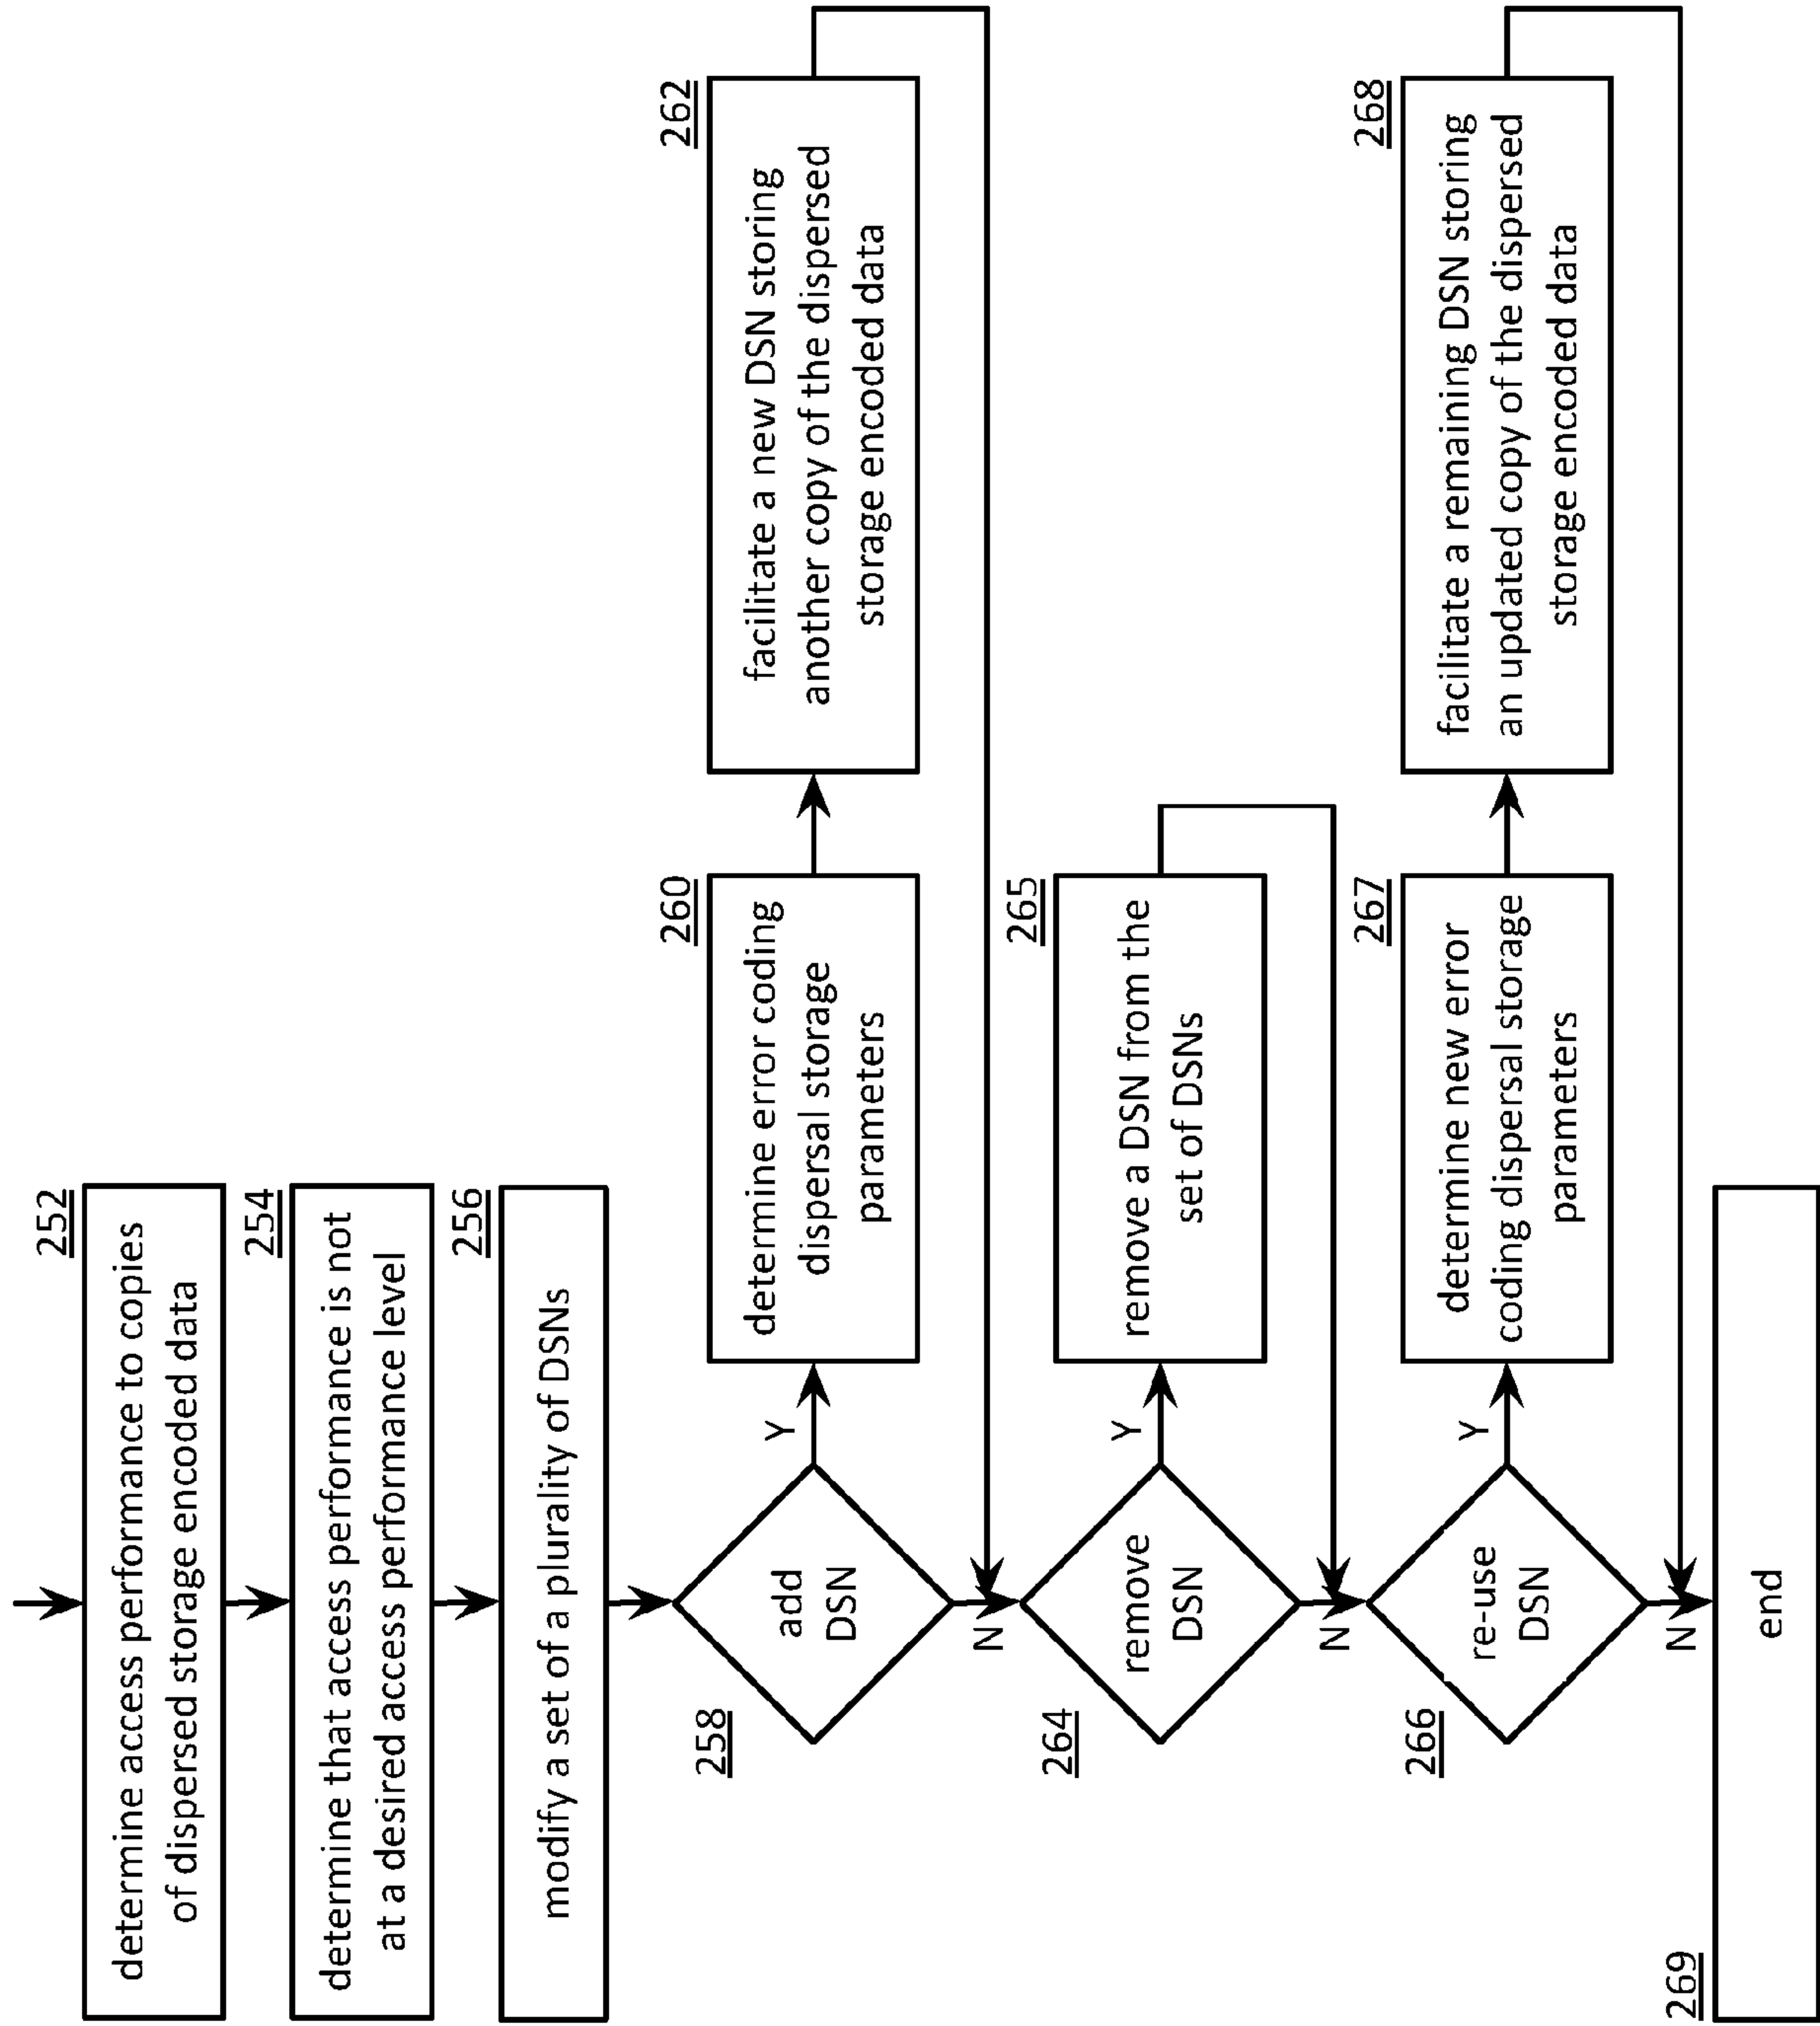 252
determine access performance to copies
of dispersed storage encoded data
254
determine that access performance is not
at a desired access performance level
256
modify a set of a plurality of DSNs
258
add
DSN
Y
N
260
determine error coding
dispersal storage
parameters
262
facilitate a new DSN storing
another copy of the dispersed
storage encoded data
264
remove
DSN
Y
N
265
remove a DSN from the
set of DSNs
266
re-use
DSN
Y
N
267
determine new error
coding dispersal storage
parameters
268
facilitate a remaining DSN storing
an updated copy of the dispersed
storage encoded data
269
end